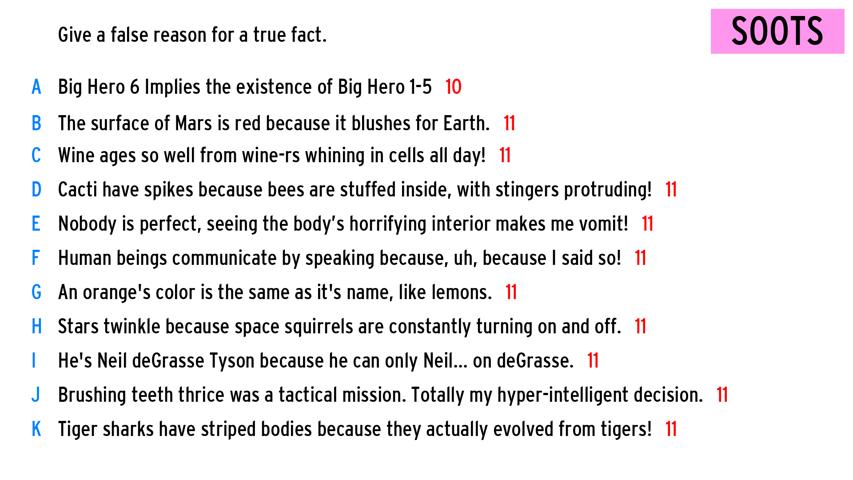 Give a false reason for a true fact.
SOOTS
A Big Hero 6 Implies the existence of Big Hero 1-5 10
B The surface of Mars is red because it blushes for Earth. 11
C Wine ages so well from wine-rs whining in cells all day! 11
D Cacti have spikes because bees are stuffed inside, with stingers protruding! 11
E Nobody is perfect, seeing the body's horrifying interior makes me vomit! 11
F Human beings communicate by speaking because, uh, because I said so! 11
G An orange's color is the same as it's name, like lemons. 11
H Stars twinkle because space squirrels are constantly turning on and off. 11
I He's Neil deGrasse Tyson because he can only Neil... on deGrasse. 11
J Brushing teeth thrice was a tactical mission. Totally my hyper-intelligent decision. 11
K Tiger sharks have striped bodies because they actually evolved from tigers! 11